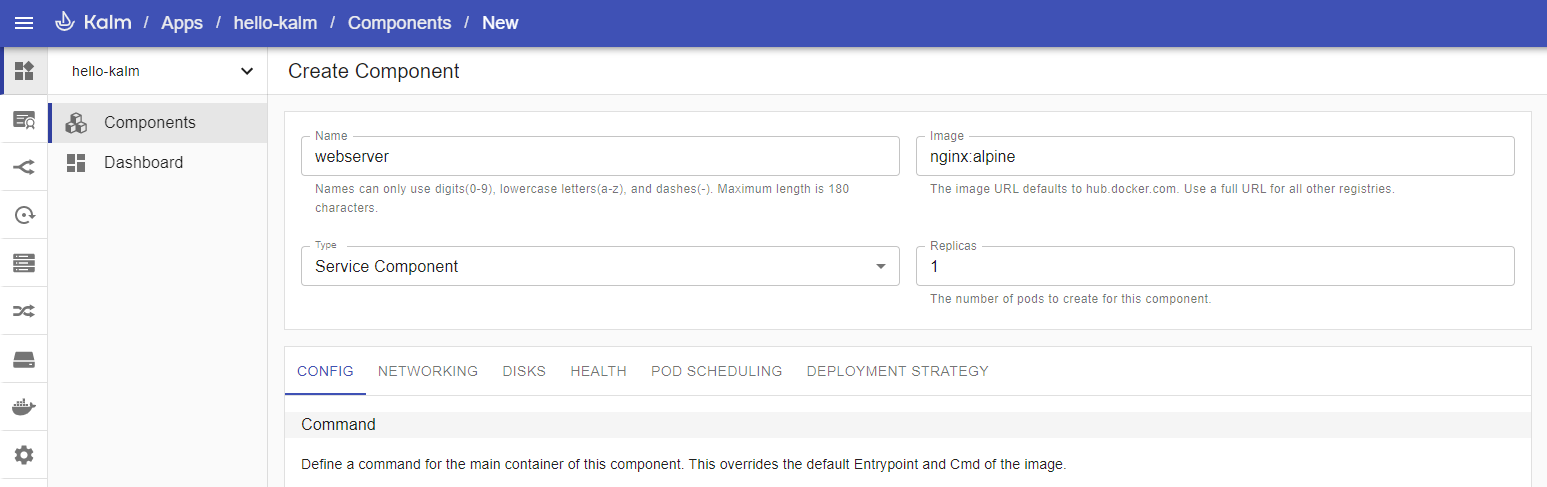 Kalm / Apps / hello-kalm / Components / New
hello-kalm
Create Component
Components
Dashboard
Name
webserver
Names can only use digits(0-9), lowercase letters(a-z), and dashes(-). Maximum length is 180
characters.
Image
nginx:alpine
The image URL defaults to hub.docker.com. Use a full URL for all other registries.
Type
Service Component
Replicas
1
The number of pods to create for this component.
CONFIG NETWORKING DISKS HEALTH POD SCHEDULING DEPLOYMENT STRATEGY
Command
Define a command for the main container of this component. This overrides the default Entrypoint and Cmd of the image.